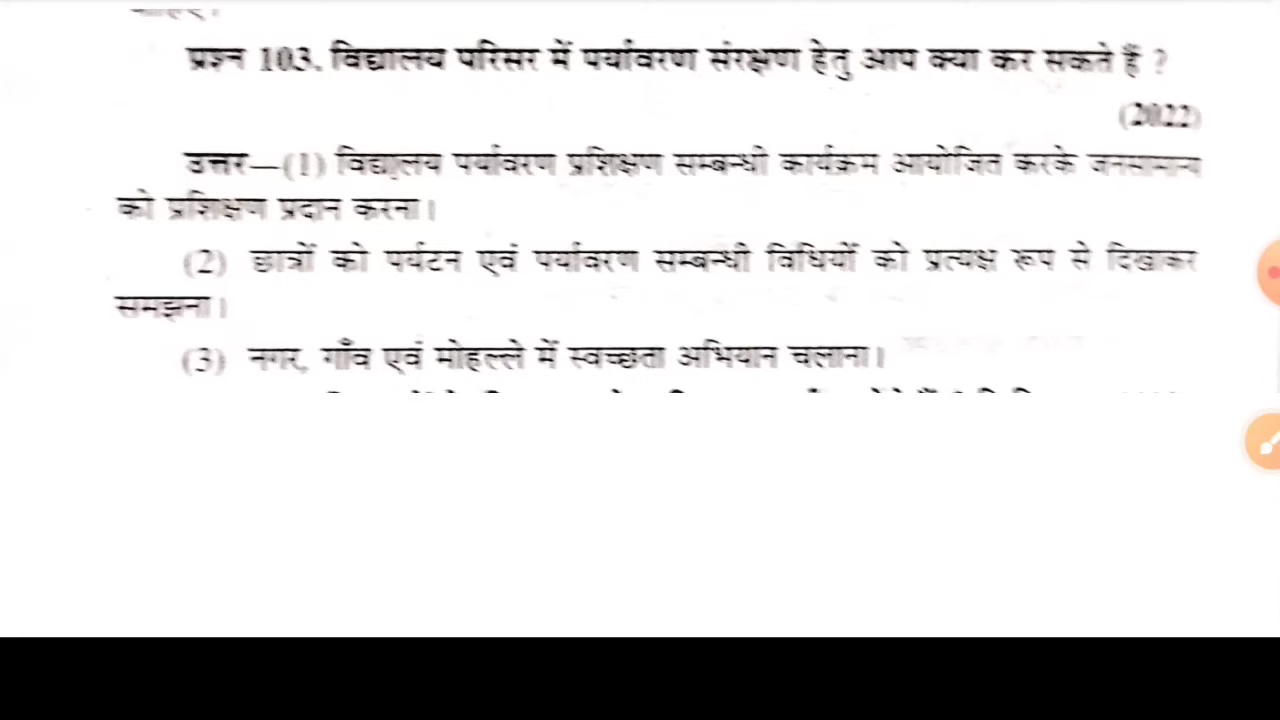 प्रश्न 103. विद्यालय परिसर में पर्यावरण संरक्षण हेतु आप क्या कर सकते हैं ?
(2022)
उत्तर—(1) विद्यालय पर्यावरण प्रशिक्षण सम्बन्धी कार्यक्रम आयोजित करके जनसामान्य
को प्रशिक्षण प्रदान करना।
(2) छात्रों को पर्यटन एवं पर्यावरण सम्बन्धी विधियों को प्रत्यक्ष रूप से दिखाकर
समझना।
(3) नगर, गाँव एवं मोहल्ले में स्वच्छता अभियान चलाना।